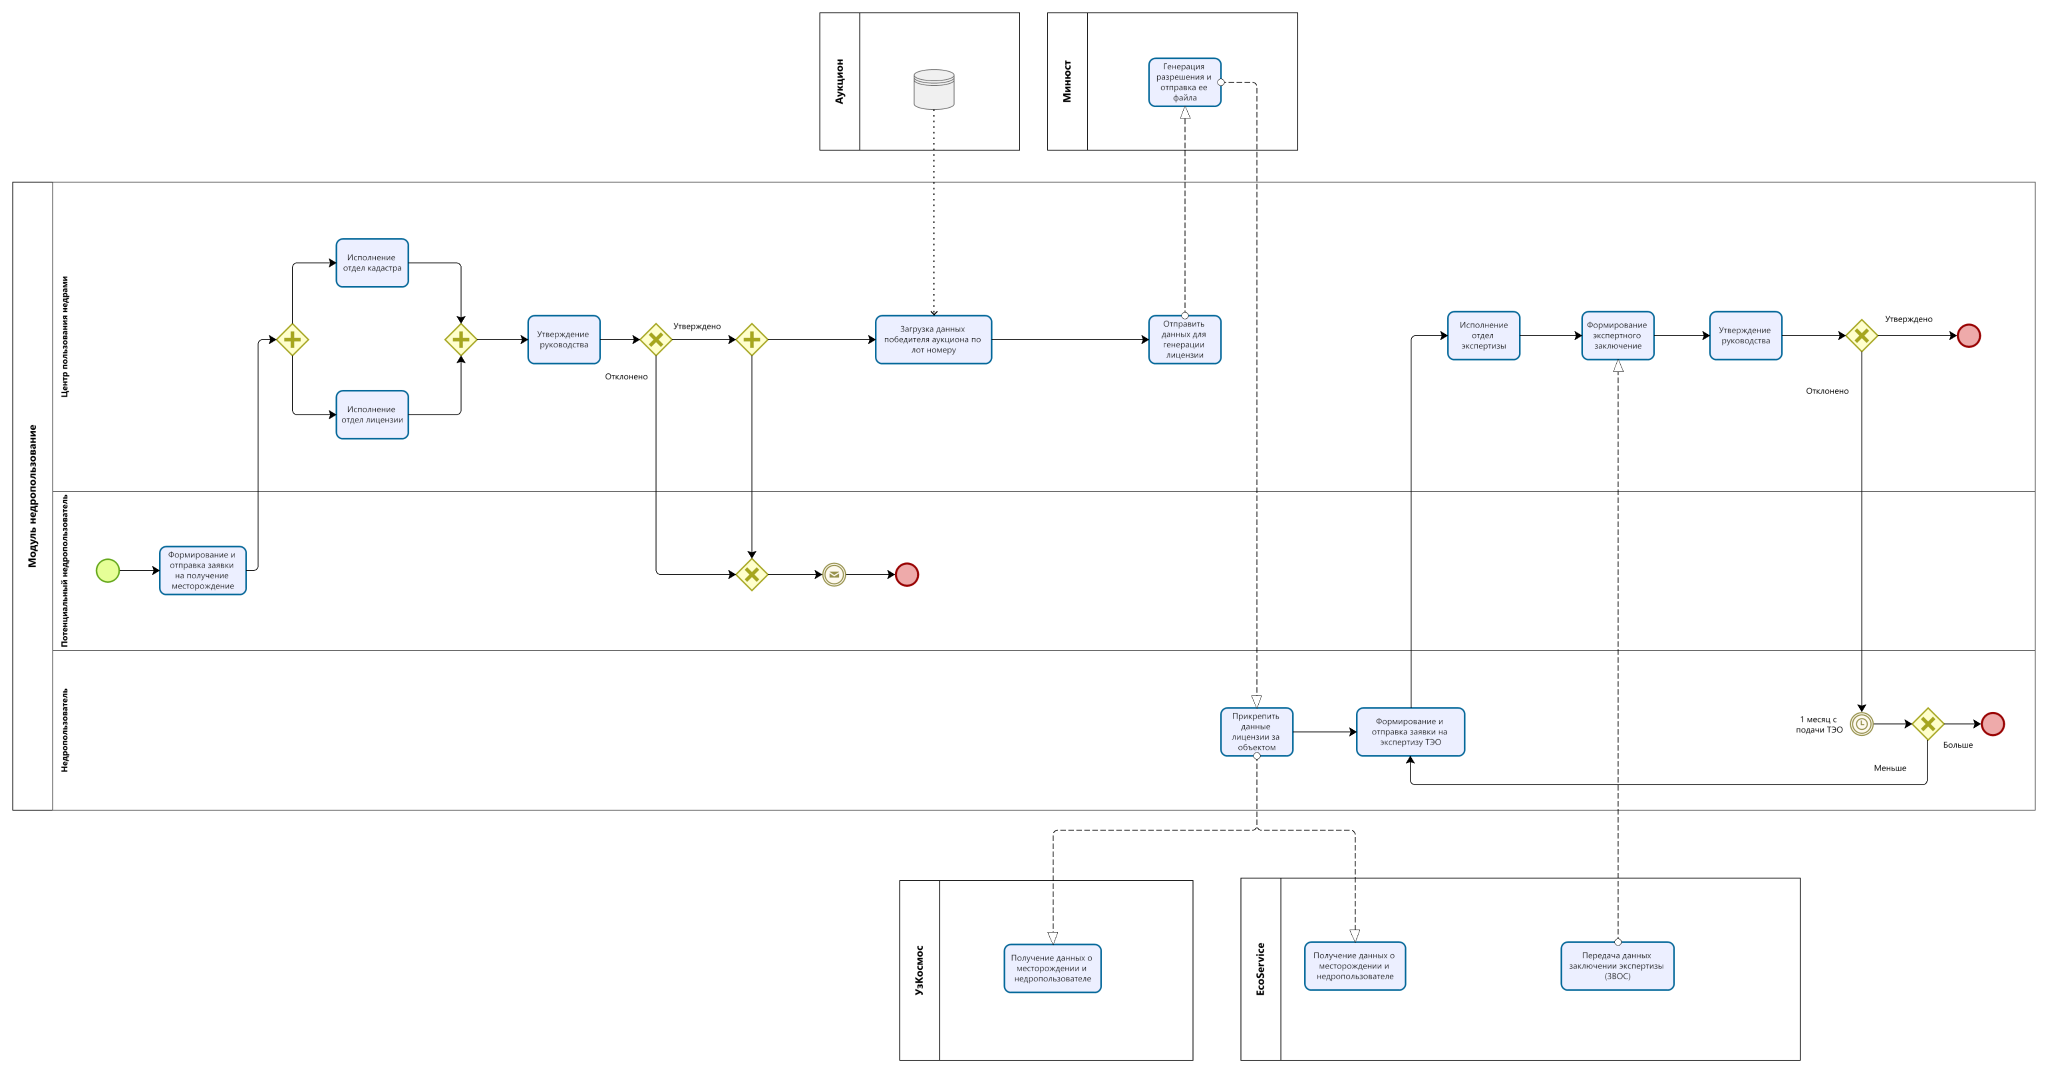 Аукцион
Минюст
Генерация
разрешения и
отправка ее
файла
Модуль недропользование
Центр пользования недрами
Исполнение
отдел кадастра
Исполнение
отдел лицензии
Утверждение
руководства
Утверждено
Отклонено
Загрузка данных
победителя аукциона по
лот номеру
Отправить
данных для
генерации
лицензии
Исполнение
отдел
экспертизы
Формирование
экспертного
заключение
Утверждение
руководства
Утверждено
Отклонено
Потенциальный недропользователь
Формирование и
отправка заявки
на получение
месторождение
Недропользователь
Прикрепить
данные
лицензии за
объектом
Формирование и
отправка заявки на
экспертизу ТЭО
1 месяц с
подачи ТЭО
Больше
Меньше
УзКосмос
Получение данных о
месторождении и
недропользователе
EcoService
Получение данных о
месторождении и
недропользователе
Передача данных
заключении экспертизы
(ЗВОС)